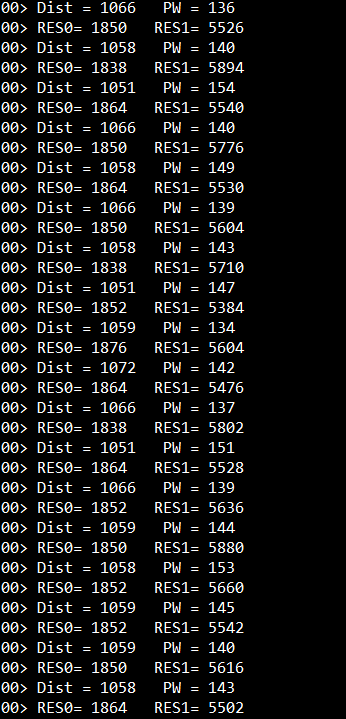 00> Dist = 1066   PW = 136
00> RES0= 1850   RES1= 5526
00> Dist = 1058   PW = 140
00> RES0= 1838   RES1= 5894
00> Dist = 1051   PW = 154
00> RES0= 1864   RES1= 5540
00> Dist = 1066   PW = 140
00> RES0= 1850   RES1= 5776
00> Dist = 1058   PW = 149
00> RES0= 1864   RES1= 5530
00> Dist = 1066   PW = 139
00> RES0= 1850   RES1= 5604
00> Dist = 1058   PW = 143
00> RES0= 1838   RES1= 5710
00> Dist = 1051   PW = 147
00> RES0= 1852   RES1= 5384
00> Dist = 1059   PW = 134
00> RES0= 1876   RES1= 5604
00> Dist = 1072   PW = 142
00> RES0= 1864   RES1= 5476
00> Dist = 1066   PW = 137
00> RES0= 1838   RES1= 5802
00> Dist = 1051   PW = 151
00> RES0= 1864   RES1= 5528
00> Dist = 1066   PW = 139
00> RES0= 1852   RES1= 5636
00> Dist = 1059   PW = 144
00> RES0= 1850   RES1= 5880
00> Dist = 1058   PW = 153
00> RES0= 1852   RES1= 5660
00> Dist = 1059   PW = 145
00> RES0= 1852   RES1= 5542
00> Dist = 1059   PW = 140
00> RES0= 1850   RES1= 5616
00> Dist = 1058   PW = 143
00> RES0= 1864   RES1= 5502